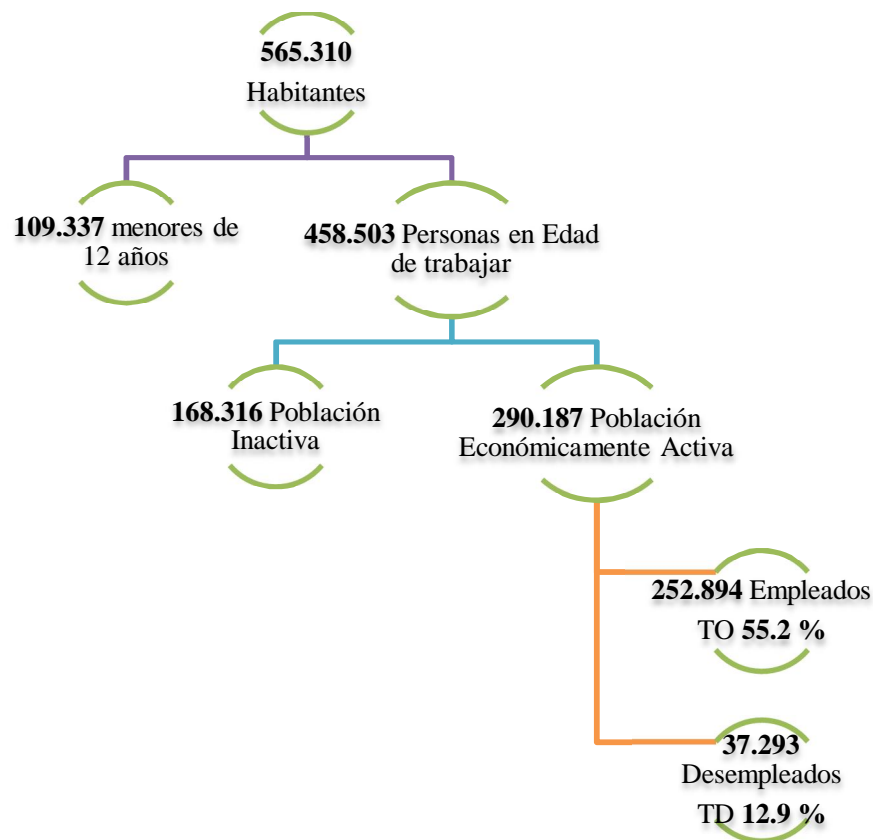 565.310
Habitantes
109.337 menores de
12 años
458.503 Personas en Edad
de trabajar
168.316 Población
Inactiva
290.187 Población
Económicamente Activa
252.894 Empleados
TO 55.2 %
37.293
Desempleados
TD 12.9 %